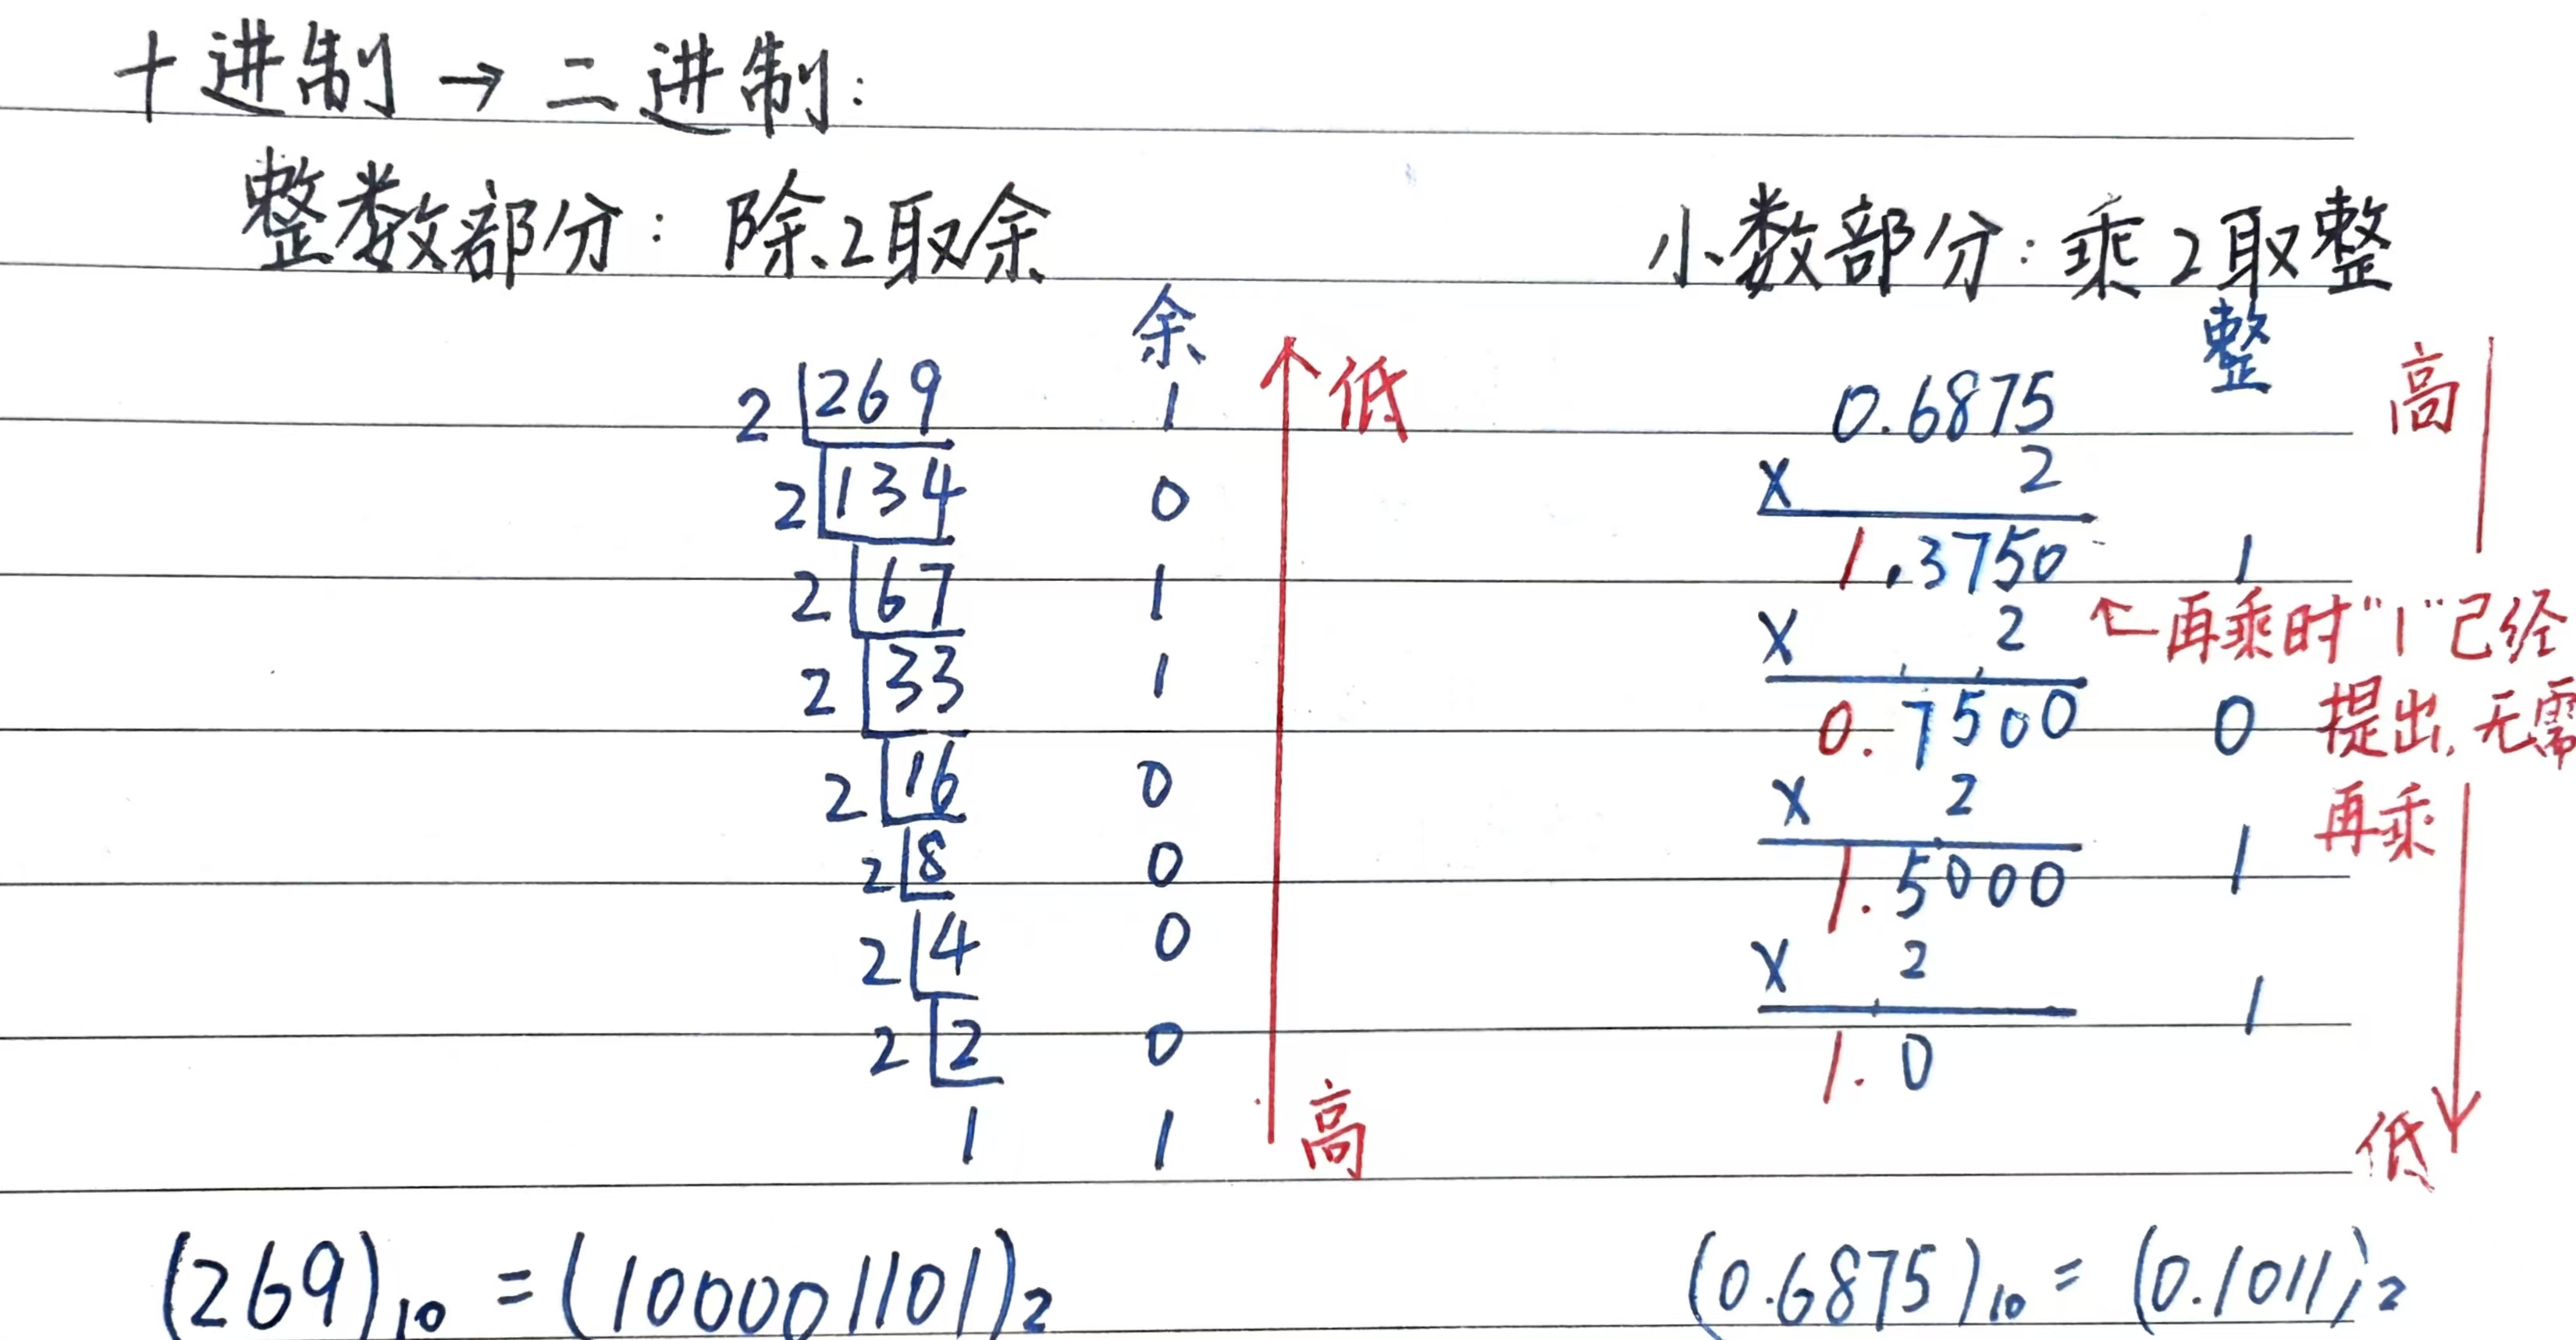 十进制 → 二进制:
整数部分: 除2取余
余
2 269 1 低
2 134 0
2 67 1
2 33 1
2 16 0
2 8 0
2 4 0
2 2 0
1 1 高
(269)10 = (100001101)2
小数部分: 乘2取整
整
0.6875 高
× 2
1.3750 1
× 2 ← 再乘时"1"已经
0.7500 0 提出,无需
× 2 再乘
1.5000 1
× 2
1.0 1
低
(0.6875)10 = (0.1011)2